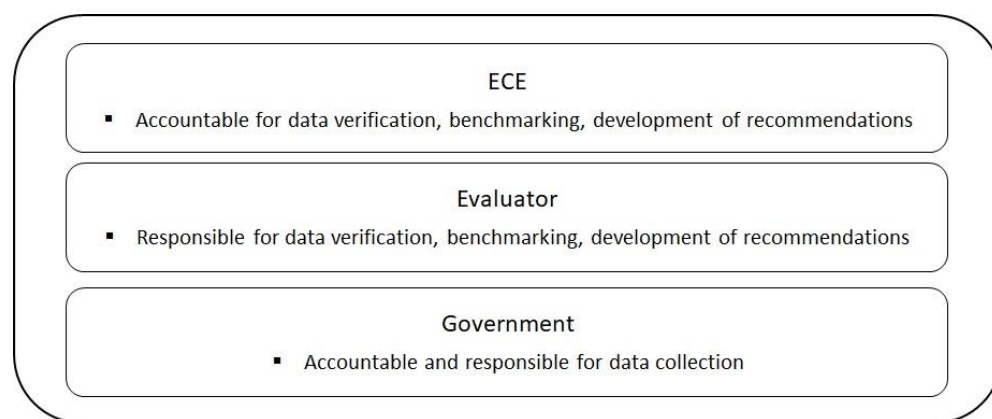 ECE
▪ Accountable for data verification, benchmarking, development of recommendations
Evaluator
▪ Responsible for data verification, benchmarking, development of recommendations
Government
▪ Accountable and responsible for data collection